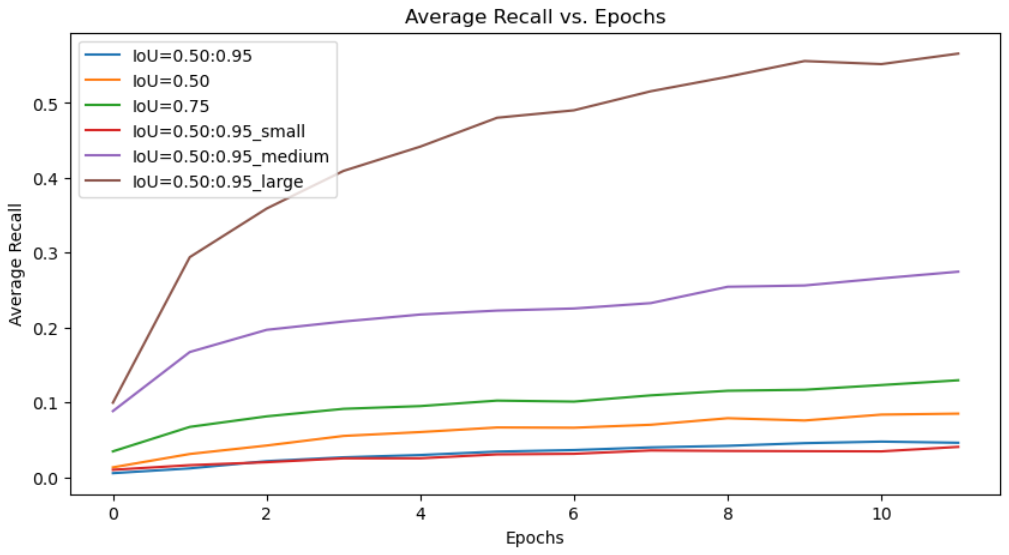 Average Recall vs. Epochs
IoU=0.50:0.95
IoU=0.50
IoU=0.75
IoU=0.50:0.95_small
IoU=0.50:0.95_medium
IoU=0.50:0.95_large
Average Recall
0.5
0.4
0.3
0.2
0.1
0.0
0 2 4 6 8 10
Epochs